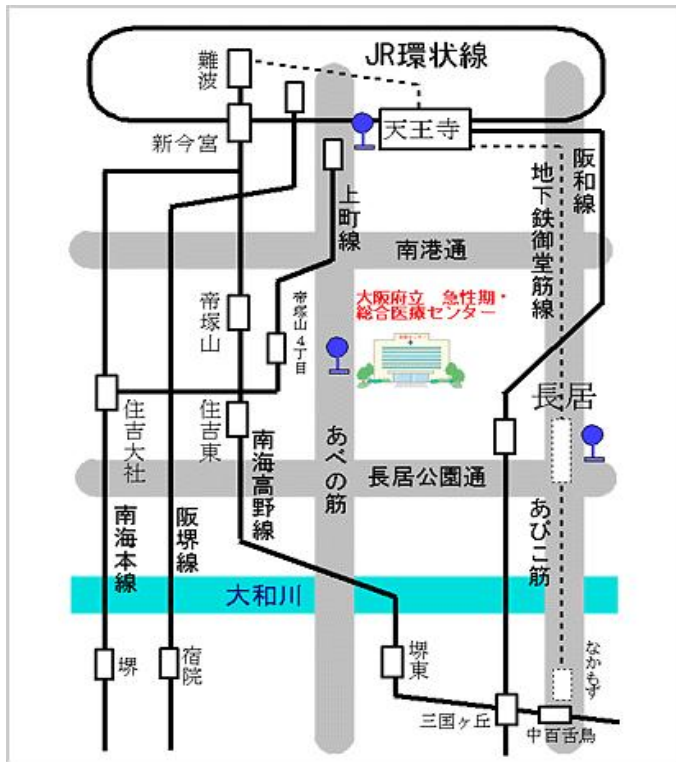 JR環状線
難波
新今宮
天王寺
阪和線
地下鉄御堂筋線
上町線
南港通
大阪府立 急性期・
総合医療センター
帝塚山
帝塚山4丁目
長居
住吉大社
住吉東
南海高野線
あべの筋
長居公園通
南海本線
阪堺線
あびこ筋
大和川
堺
宿院
堺東
なかもず
三国ヶ丘
中百舌鳥